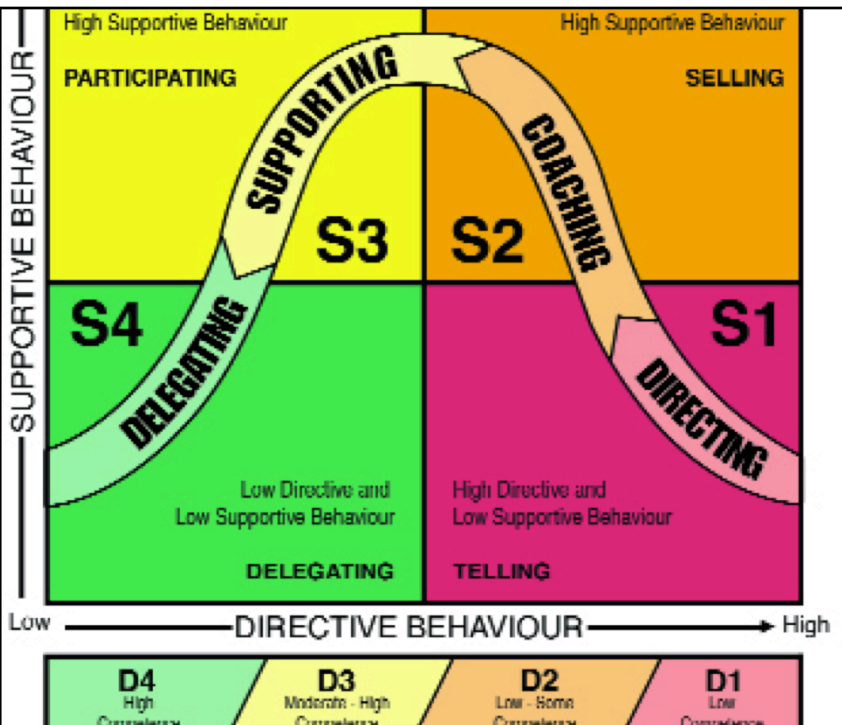 High Supportive Behaviour
High Supportive Behaviour
PARTICIPATING
SELLING
SUPPORTING
COACHING
SUPPORTIVE BEHAVIOUR
S3
S2
S4
S1
DELEGATING
DIRECTING
Low Directive and
Low Supportive Behaviour
High Directive and
Low Supportive Behaviour
DELEGATING
TELLING
Low
DIRECTIVE BEHAVIOUR
High
D4
High
D3
Moderate - High
D2
Low - Some
D1
Low